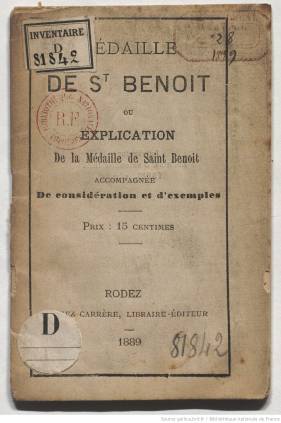 INVENTAIRE
D
81842
MÉDAILLE
DE ST BENOIT
OU
EXPLICATION
De la Médaille de Saint Benoit
ACCOMPAGNÉE
De considération et d'exemples
PRIX : 15 CENTIMES
R.F
RODEZ
CARRÈRE, LIBRAIRE-ÉDITEUR
1889
D
81842
Source gallica.bnf.fr / Bibliothèque nationale de France